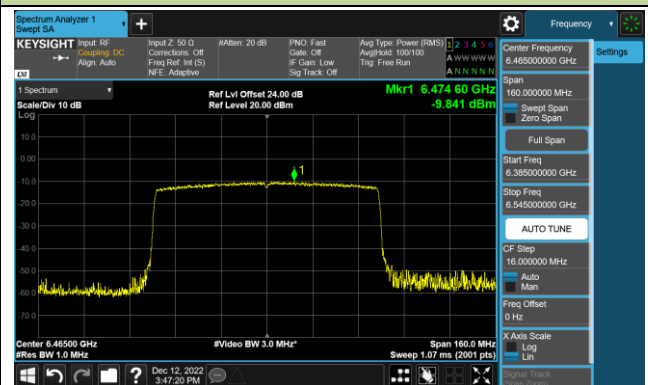 Spectrum Analyzer 1
Swept SA
Frequency
KEYSIGHT
Input: RF
Coupling: DC
Align: Auto
Input Z: 50 Ω
Corrections: Off
Freq Ref: Int (S)
NFE: Adaptive
#Atten: 20 dB
PNO: Fast
Gate: Off
IF Gain: Low
Sig Track: Off
Avg Type: Power (RMS)
Avg|Hold: 100/100
Trig: Free Run
1 2 3 4 5 6
A W W W W W
A N N N N N
LXI
1 Spectrum
Scale/Div 10 dB
Log
Ref Lvl Offset 24.00 dB
Ref Level 20.00 dBm
Mkr1 6.474 60 GHz
-9.841 dBm
10.0
0.00
-10.0
-20.0
-30.0
-40.0
-50.0
-60.0
-70.0
1
Center 6.46500 GHz
#Res BW 1.0 MHz
#Video BW 3.0 MHz*
Span 160.0 MHz
Sweep 1.07 ms (2001 pts)
Dec 12, 2022
3:47:20 PM
Center Frequency
6.465000000 GHz
Settings
Span
160.000000 MHz
Swept Span
Zero Span
Full Span
Start Freq
6.385000000 GHz
Stop Freq
6.545000000 GHz
AUTO TUNE
CF Step
16.000000 MHz
Auto
Man
Freq Offset
0 Hz
X Axis Scale
Log
Lin
Signal Track
(Span Zoom)